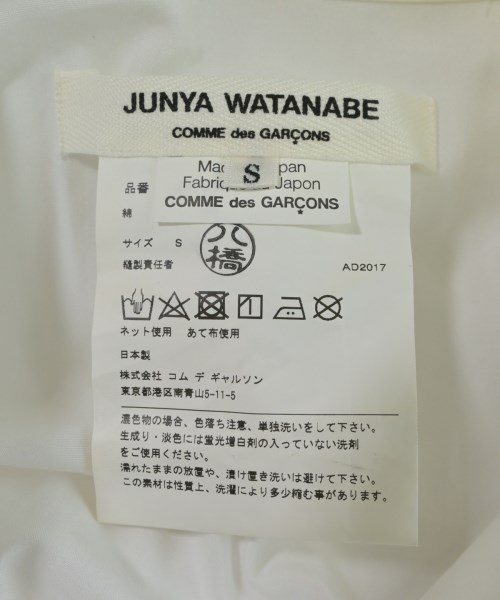 JUNYA WATANABE
COMME des GARÇONS
S
Mad pan
Fabriq Japon
COMME des GARÇONS
品番
綿
サイズ S
縫製責任者
八橋
AD2017
ネット使用 あて布使用
日本製
株式会社 コム デ ギャルソン
東京都港区南青山5-11-5
濃色物の場合、色落ち注意、単独洗いをして下さい。
生成り・淡色には蛍光増白剤の入っていない洗剤
をご使用ください。
濡れたままの放置や、漬け置き洗いは避けて下さい。
この素材は性質上、洗濯により多少縮む事があります。